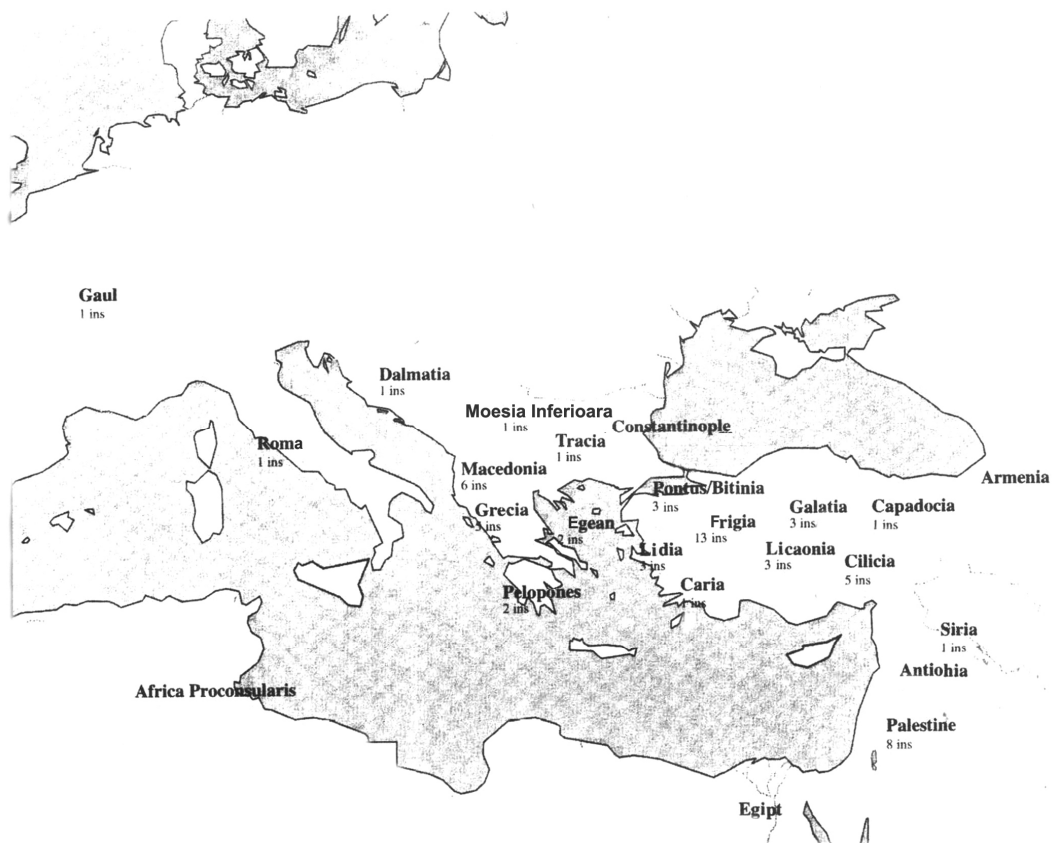 Gaul
1 ins
Dalmatia
1 ins
Moesia Inferioara
1 ins
Constantinople
Roma
1 ins
Tracia
1 ins
Macedonia
6 ins
Armenia
Pontus/Bitinia
3 ins
Grecia
ins
Egean
2 ins
Frigia
13 ins
Galatia
3 ins
Capadocia
1 ins
Lidia
3 ins
Licaonia
3 ins
Cilicia
5 ins
Pelopones
2 ins
Caria
1 ins
Siria
1 ins
Antiohia
Africa Proconsularis
Palestine
8 ins
Egipt